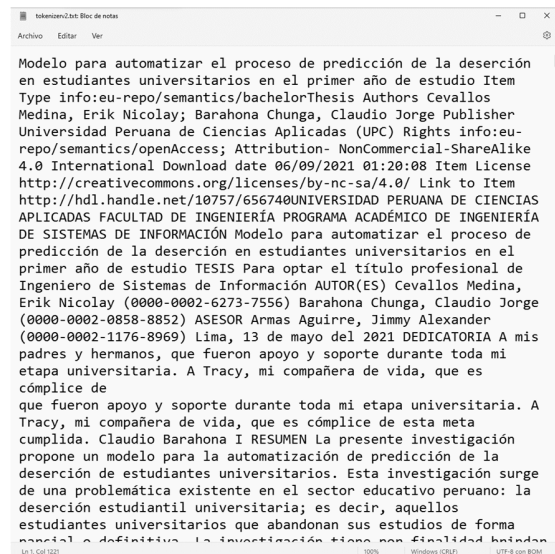 tokenizerv2.txt: Bloc de notas
Archivo Editar Ver
Modelo para automatizar el proceso de predicción de la deserción
en estudiantes universitarios en el primer año de estudio Item
Type info:eu-repo/semantics/bachelorThesis Authors Cevallos
Medina, Erik Nicolay; Barahona Chunga, Claudio Jorge Publisher
Universidad Peruana de Ciencias Aplicadas (UPC) Rights info:eu-
repo/semantics/openAccess; Attribution- NonCommercial-ShareAlike
4.0 International Download date 06/09/2021 01:20:08 Item License
http://creativecommons.org/licenses/by-nc-sa/4.0/ Link to Item
http://hdl.handle.net/10757/656740UNIVERSIDAD PERUANA DE CIENCIAS
APLICADAS FACULTAD DE INGENIERÍA PROGRAMA ACADÉMICO DE INGENIERÍA
DE SISTEMAS DE INFORMACIÓN Modelo para automatizar el proceso de
predicción de la deserción en estudiantes universitarios en el
primer año de estudio TESIS Para optar el título profesional de
Ingeniero de Sistemas de Información AUTOR(ES) Cevallos Medina,
Erik Nicolay (0000-0002-6273-7556) Barahona Chunga, Claudio Jorge
(0000-0002-0858-8852) ASESOR Armas Aguirre, Jimmy Alexander
(0000-0002-1176-8969) Lima, 13 de mayo del 2021 DEDICATORIA A mis
padres y hermanos, que fueron apoyo y soporte durante toda mi
etapa universitaria. A Tracy, mi compañera de vida, que es
cómplice de
que fueron apoyo y soporte durante toda mi etapa universitaria. A
Tracy, mi compañera de vida, que es cómplice de esta meta
cumplida. Claudio Barahona I RESUMEN La presente investigación
propone un modelo para la automatización de predicción de la
deserción de estudiantes universitarios. Esta investigación surge
de una problemática existente en el sector educativo peruano: la
deserción estudiantil universitaria; es decir, aquellos
estudiantes universitarios que abandonan sus estudios de forma
parcial o definitiva. La investigación tiene por finalidad brindar
Ln 1, Col 1221 100% Windows (CRLF) UTF-8 con BOM